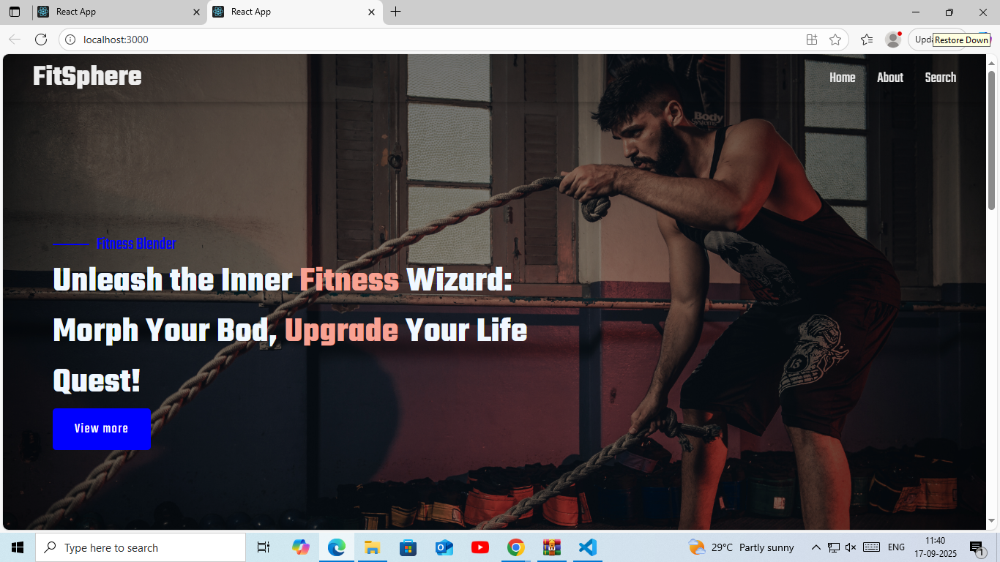 React App
React App
localhost:3000
Upda
Restore Down
FitSphere
Home
About
Search
Body
Fitness Blender
Unleash the Inner Fitness Wizard:
Morph Your Bod, Upgrade Your Life
Quest!
View more
13
Type here to search
29°C Partly sunny
ENG
11:40
17-09-2025
1